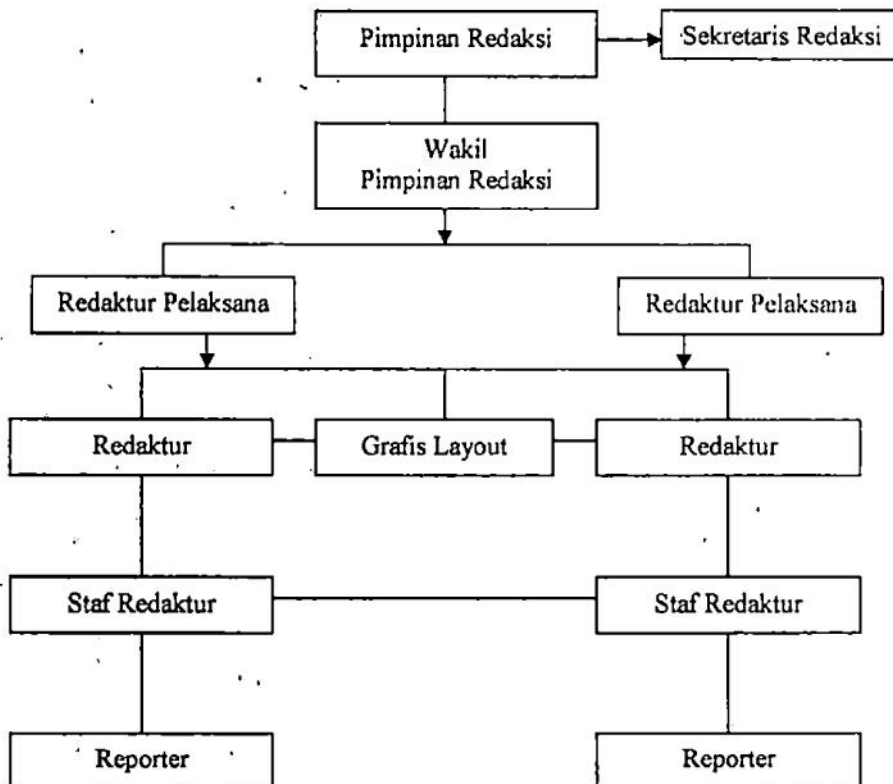 Pimpinan Redaksi
Sekretaris Redaksi
Wakil
Pimpinan Redaksi
Redaktur Pelaksana
Redaktur Pelaksana
Redaktur
Grafis Layout
Redaktur
Staf Redaktur
Staf Redaktur
Reporter
Reporter